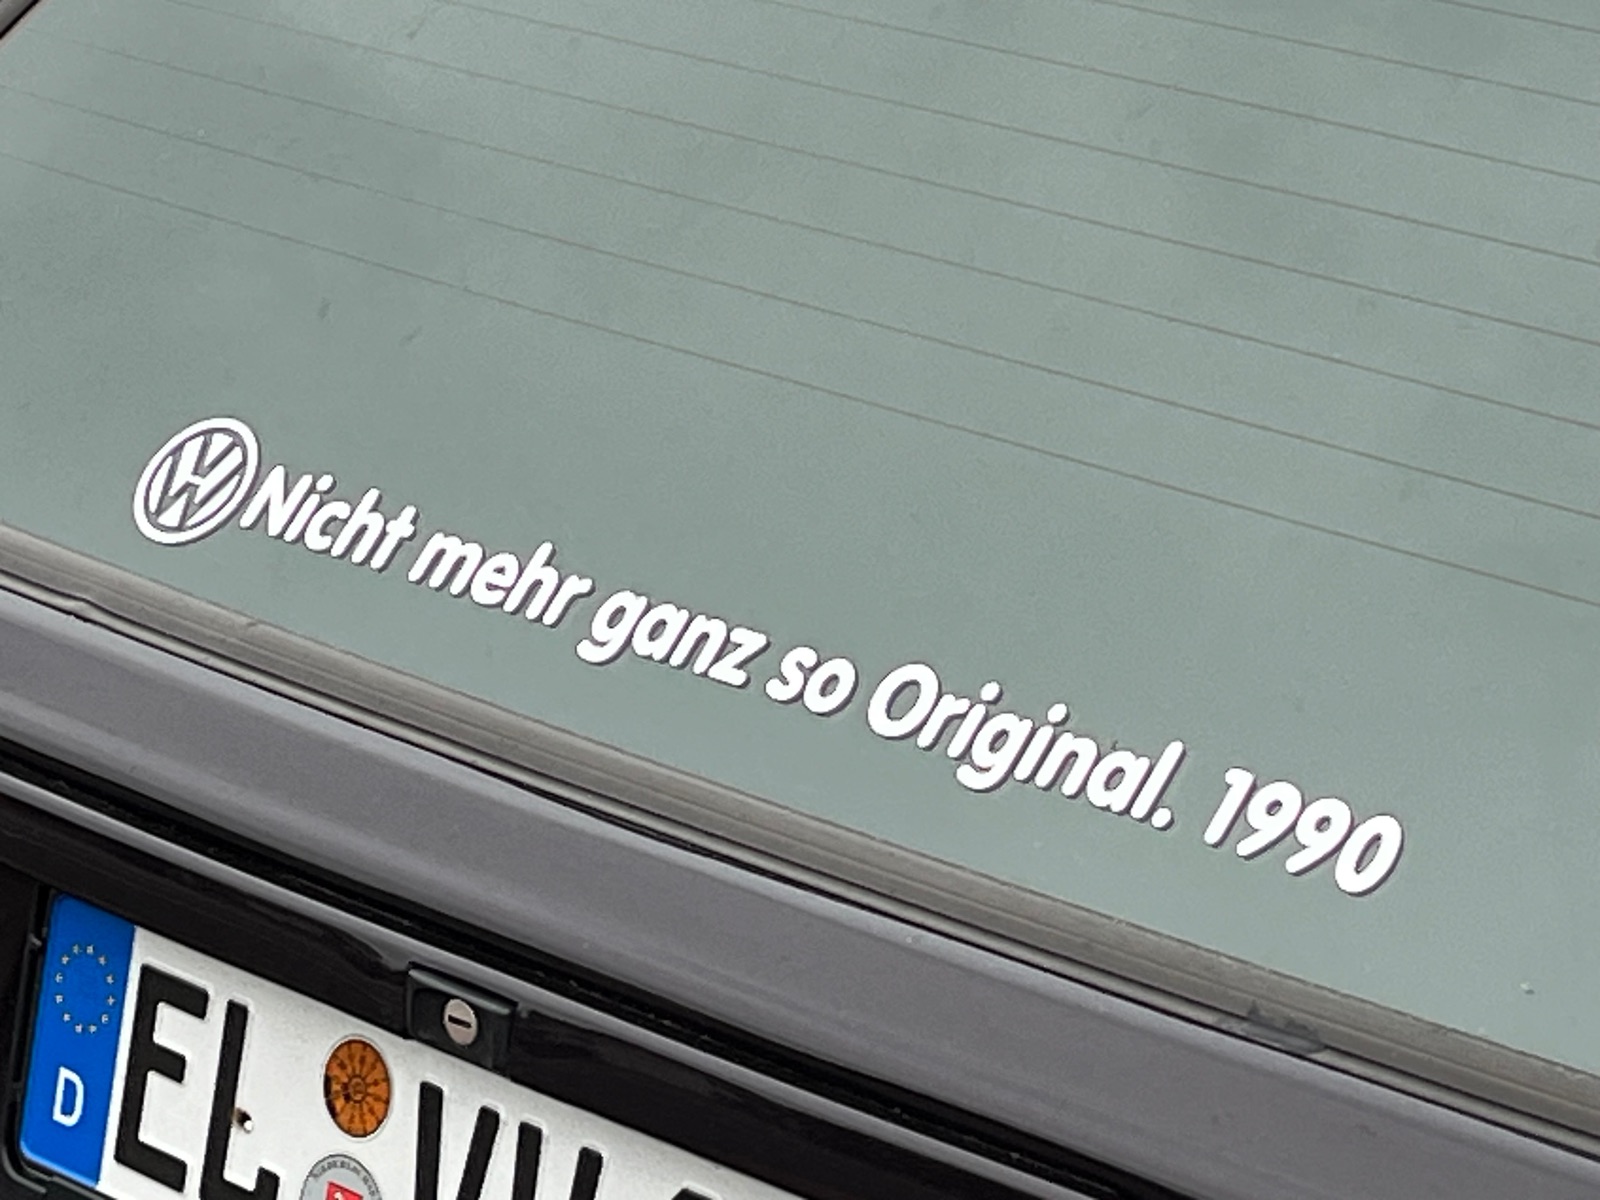 Nicht mehr ganz so Original. 1990
D
EL